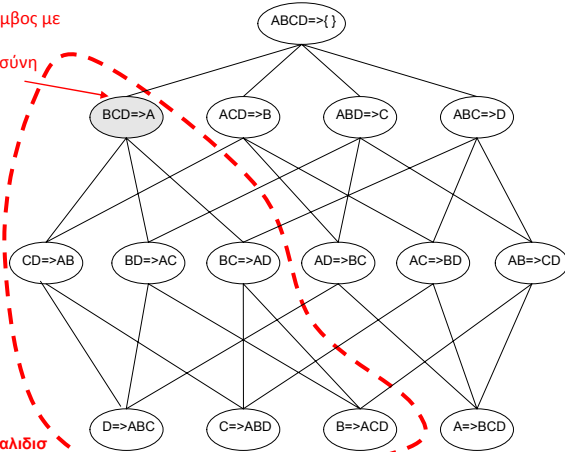 μβος με
ABCD=>{ }
σύνη
BCD=>A ACD=>B ABD=>C ABC=>D
CD=>AB BD=>AC BC=>AD AD=>BC AC=>BD AB=>CD
D=>ABC C=>ABD B=>ACD A=>BCD
αλιδισ